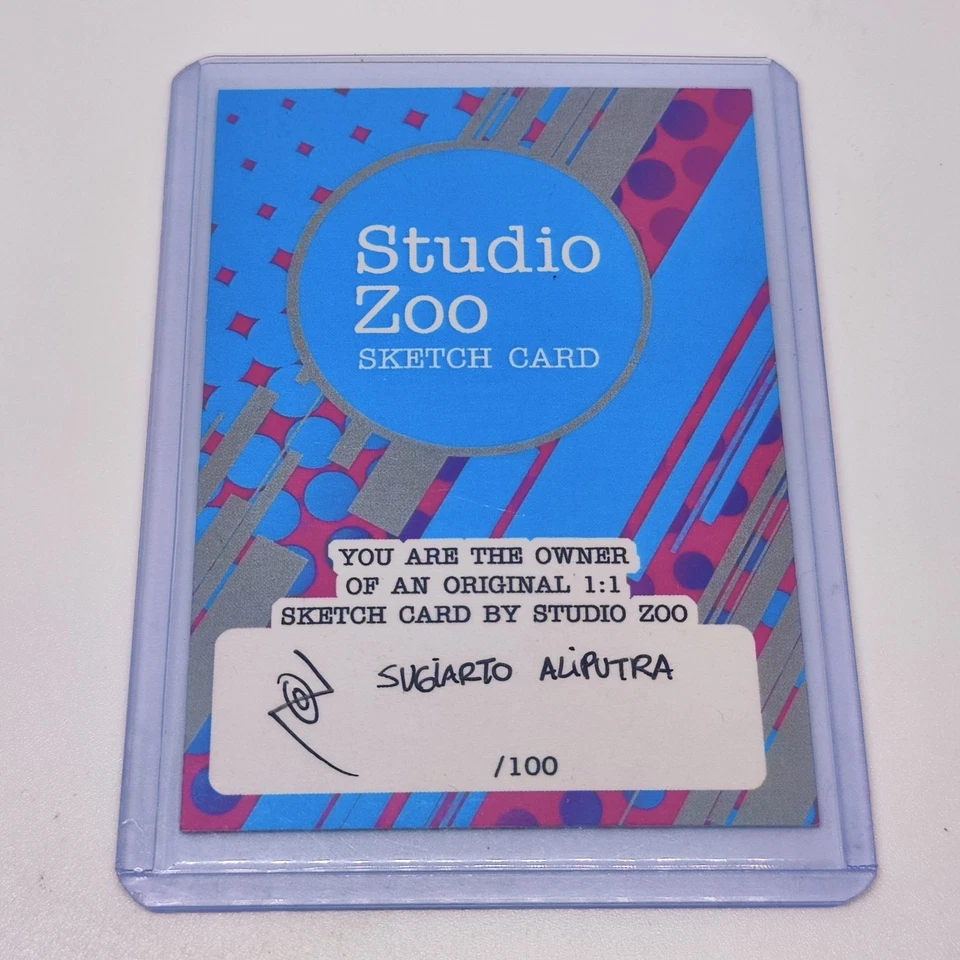 Studio
Zoo
SKETCH CARD
YOU ARE THE OWNER
OF AN ORIGINAL 1:1
SKETCH CARD BY STUDIO ZOO
SUGIARTO ALIPUTRA
/100